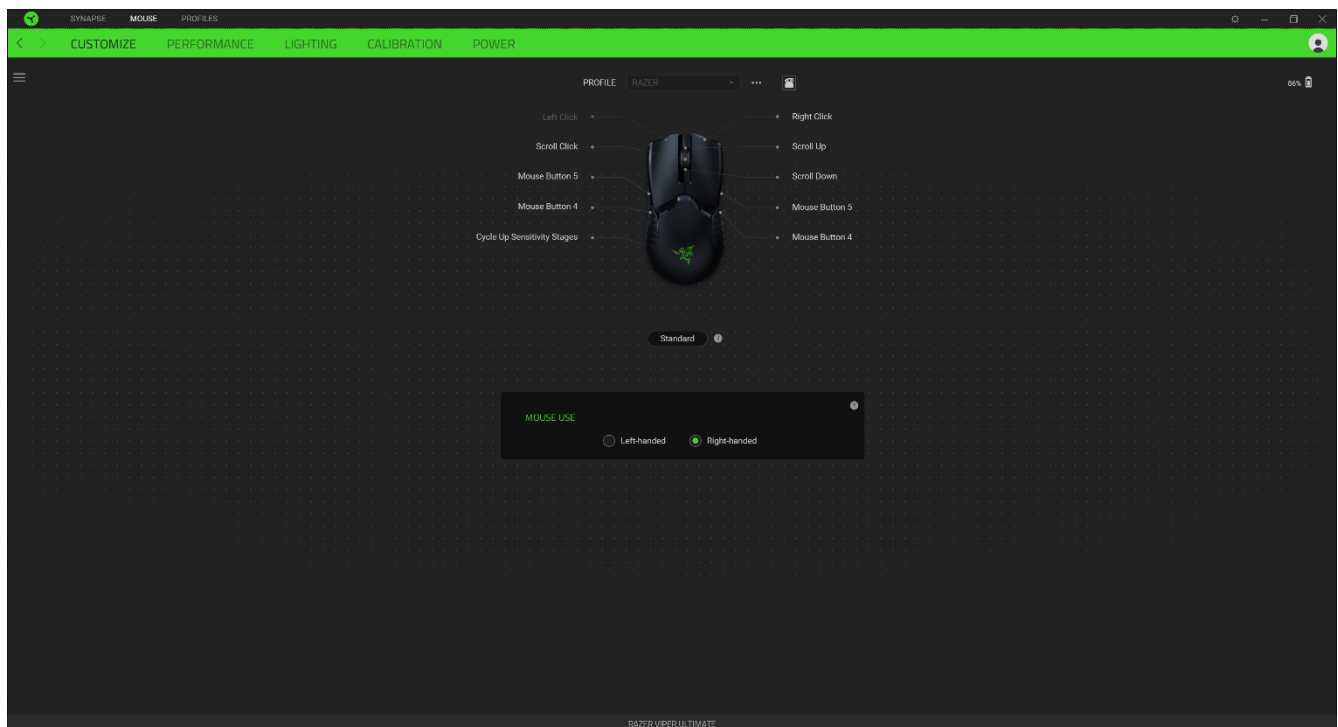 SYNAPSE MOUSE PROFILES
CUSTOMIZE PERFORMANCE LIGHTING CALIBRATION POWER
PROFILE RAZER
86%
Left Click Right Click
Scroll Click Scroll Up
Mouse Button 5 Scroll Down
Mouse Button 4 Mouse Button 5
Cycle Up Sensitivity Stages Mouse Button 4
Standard ?
?
MOUSE USE
Left-handed Right-handed
RAZER VIPER ULTIMATE